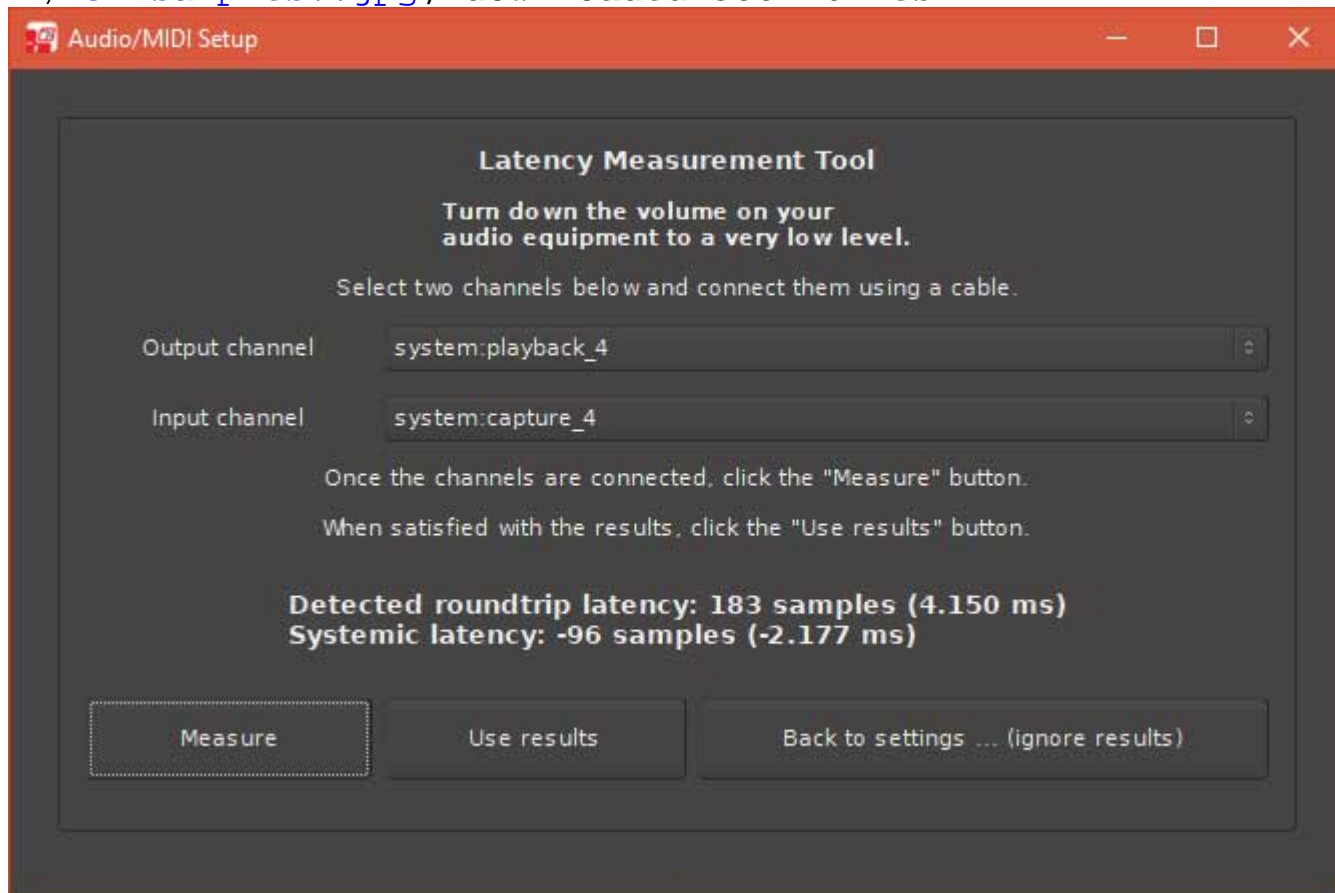 Audio/MIDI Setup
Latency Measurement Tool
Turn down the volume on your
audio equipment to a very low level.
Select two channels below and connect them using a cable.
Output channel system:playback_4
Input channel system:capture_4
Once the channels are connected, click the "Measure" button.
When satisfied with the results, click the "Use results" button.
Detected roundtrip latency: 183 samples (4.150 ms)
Systemic latency: -96 samples (-2.177 ms)
Measure Use results Back to settings ... (ignore results)